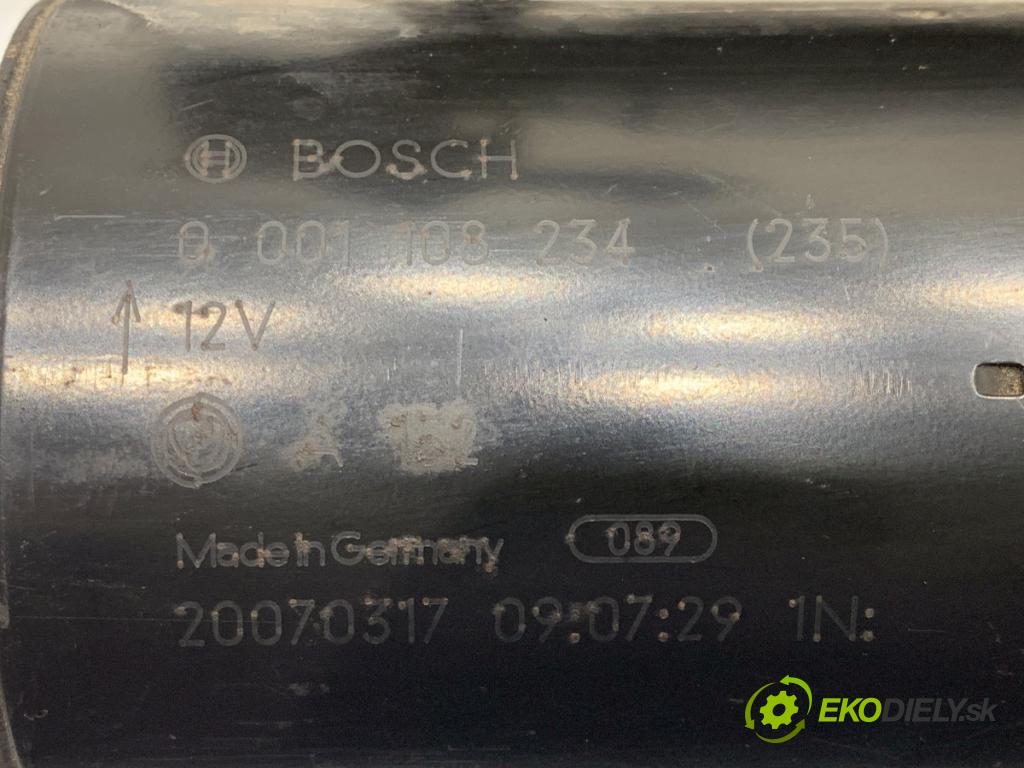 BOSCH
0 001 108 234 (235)
12V
Made in Germany 089
20070317 09:07:29 1N:
EKODIELY.sk